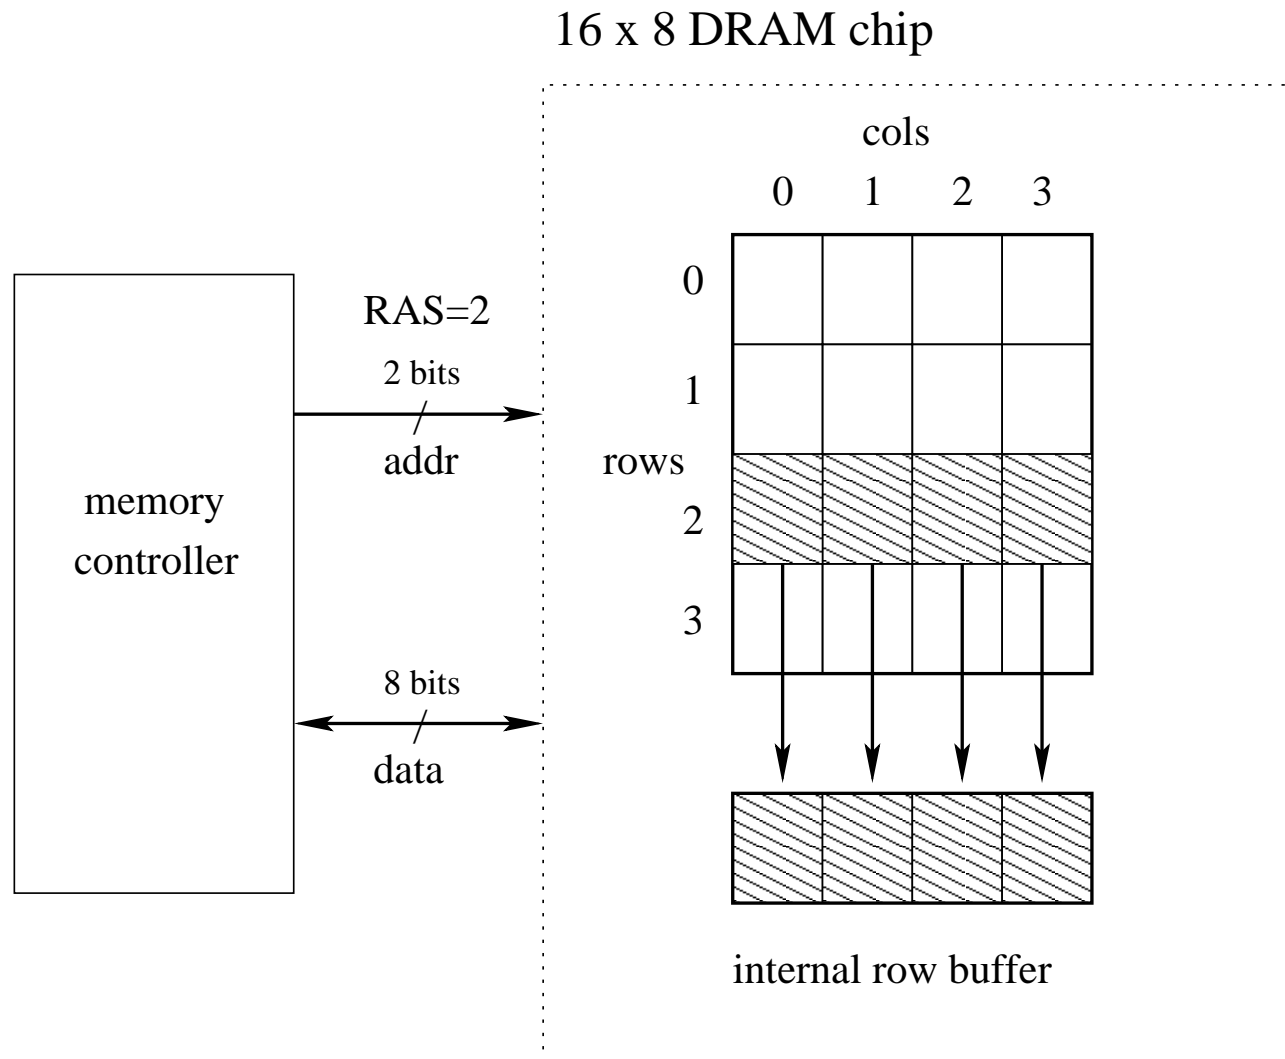 16 x 8 DRAM chip
cols
0 1 2 3
0
RAS=2
2 bits
1
addr
rows
memory
2
controller
3
8 bits
data
internal row buffer